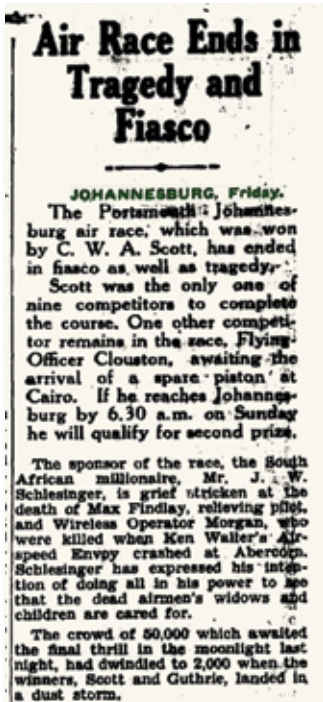 Air Race Ends in
Tragedy and
Fiasco
JOHANNESBURG, Friday.
The Portsmouth Johannes-
burg air race, which was won
by C. W. A. Scott, has ended
in fiasco as well as tragedy.
Scott was the only one of
nine competitors to complete
the course. One other competi-
tor remains in the race, Flying-
Officer Clouston, awaiting the
arrival of a spare piston at
Cairo. If he reaches Johannes-
burg by 6.30 a.m. on Sunday
he will qualify for second prize.
The sponsor of the race, the South
African millionaire, Mr. J. W.
Schlesinger, is grief stricken at the
death of Max Findlay, relieving pilot,
and Wireless Operator Morgan, who
were killed when Ken Waller's Air-
speed Envpy crashed at Abercorn.
Schlesinger has expressed his inten-
tion of doing all in his power to see
that the dead airmen's widows and
children are cared for.
The crowd of 50,000 which awaited
the final thrill in the moonlight last
night, had dwindled to 2,000 when the
winners, Scott and Guthrie, landed in
a dust storm.